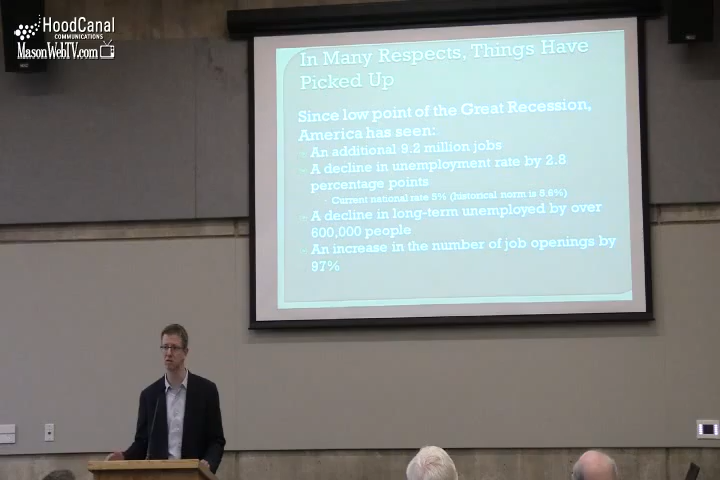 HoodCanal
COMMUNICATIONS
MasonWebTV.com
In Many Respects, Things Have
Picked Up
Since low point of the Great Recession,
America has seen:
An additional 9.2 million jobs
A decline in unemployment rate by 2.8
percentage points
Current national rate 5% (historical norm is 5.6%)
A decline in long-term unemployed by over
600,000 people
An increase in the number of job openings by
97%